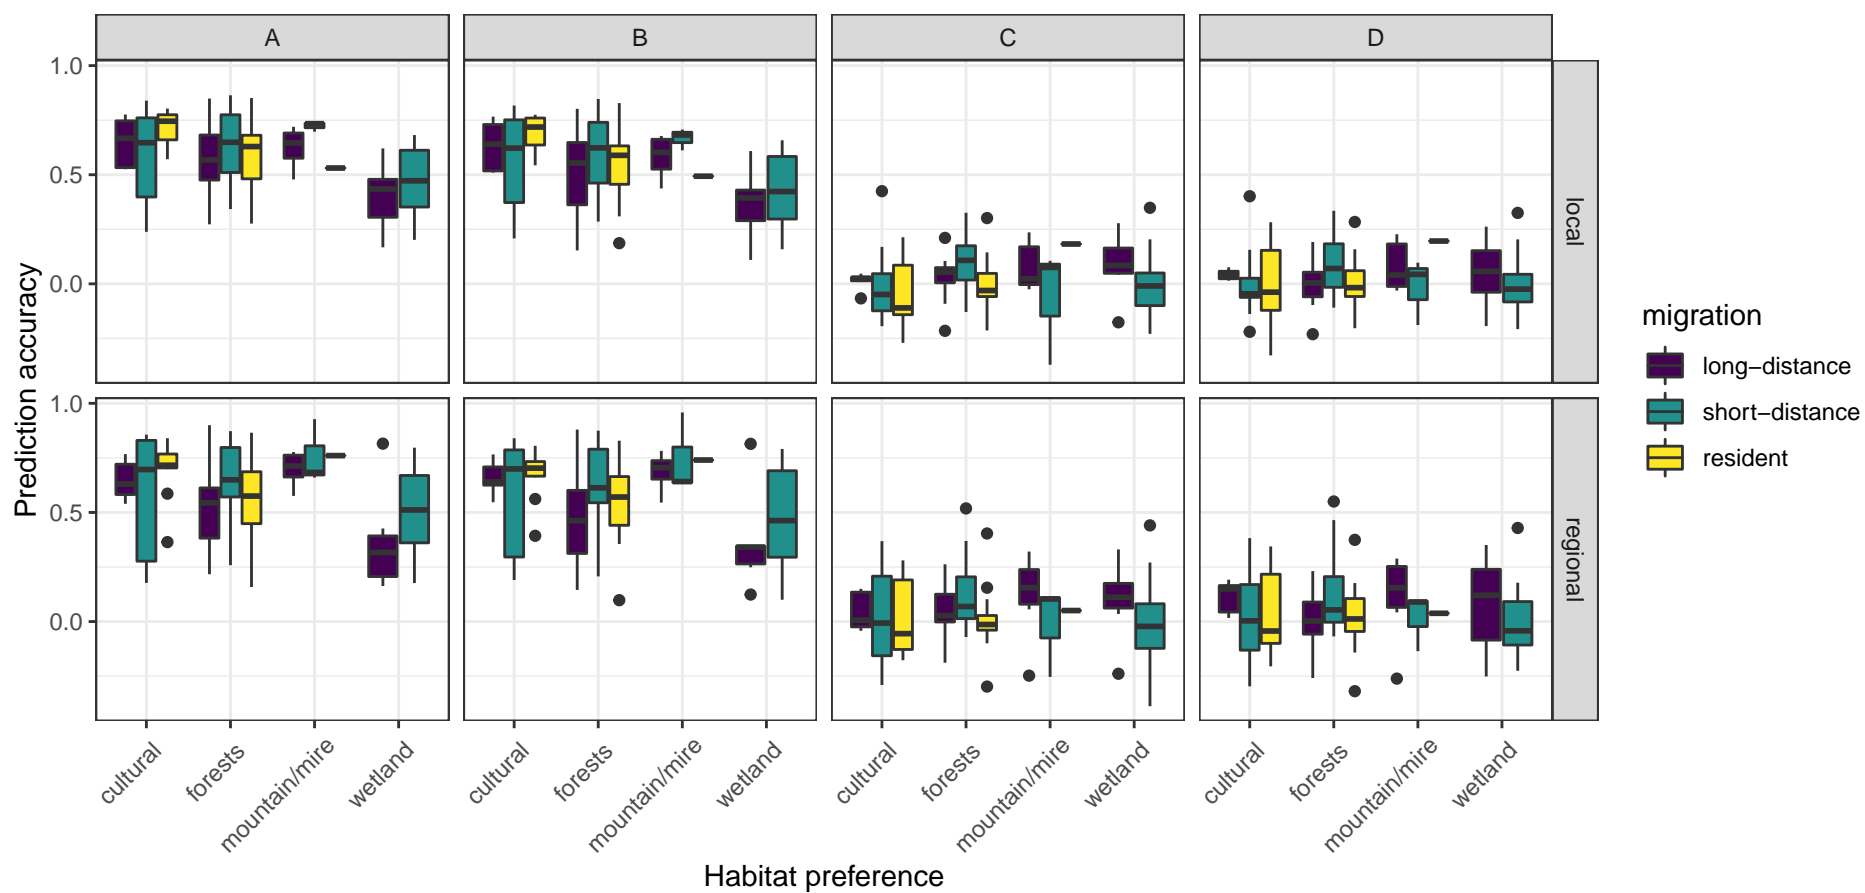 A
B
C
D
Prediction accuracy
1.0
0.5
0.0
local
1.0
0.5
0.0
regional
cultural
forests
mountain/mire
wetland
cultural
forests
mountain/mire
wetland
cultural
forests
mountain/mire
wetland
cultural
forests
mountain/mire
wetland
Habitat preference
migration
long−distance
short−distance
resident